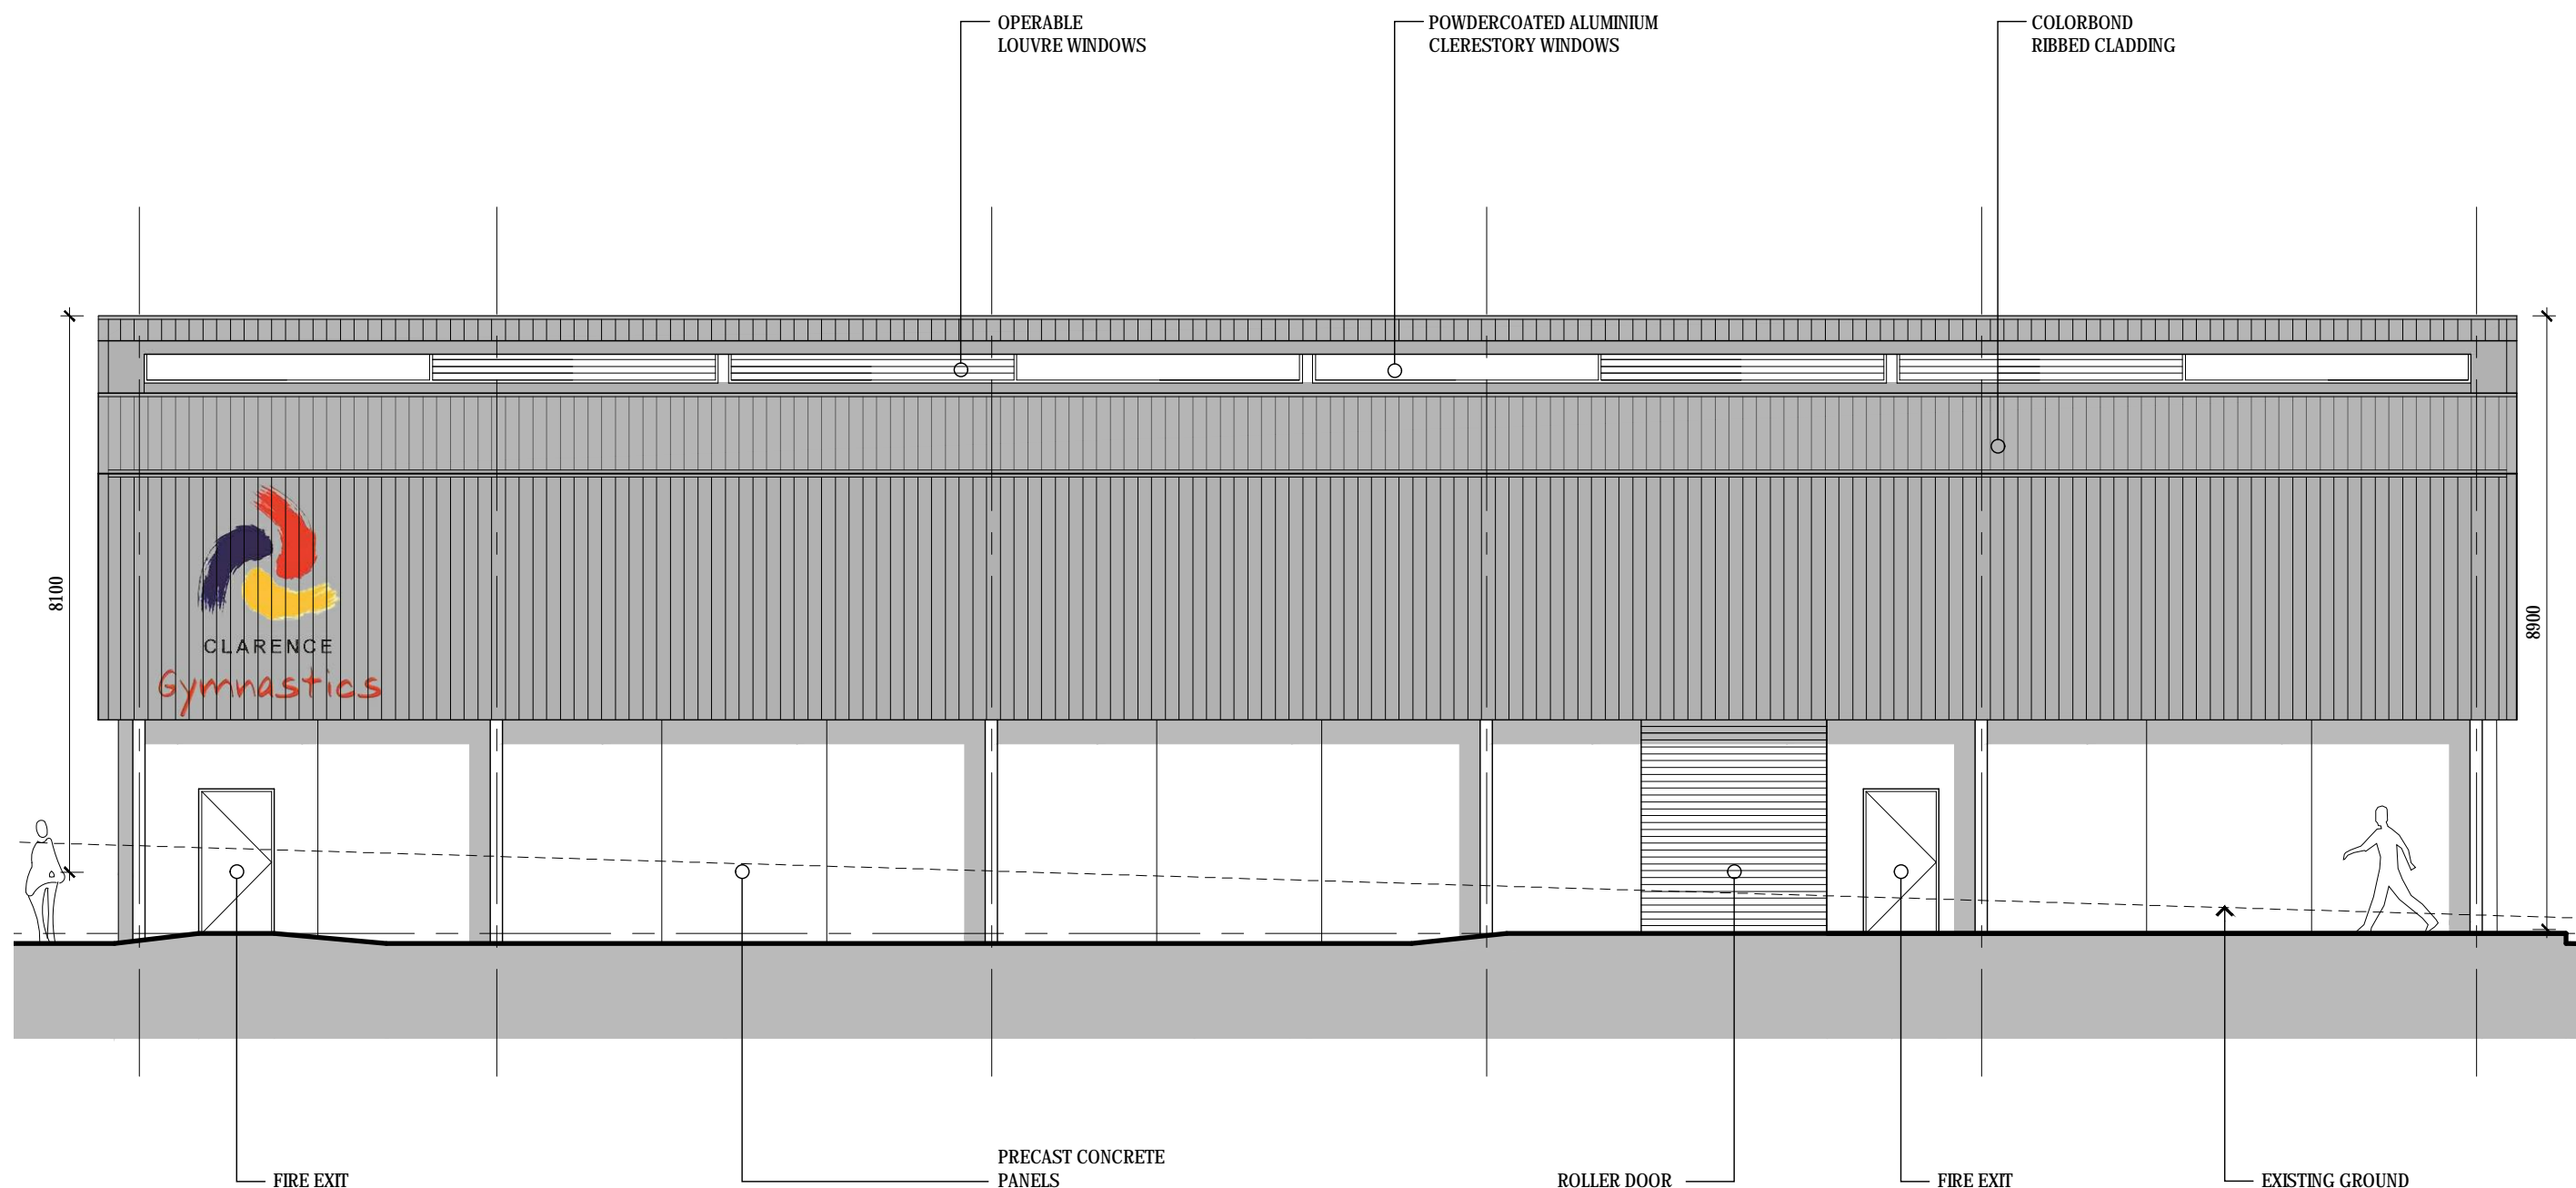 OPERABLE
LOUVRE WINDOWS
POWDERCOATED ALUMINIUM
CLERESTORY WINDOWS
COLORBOND
RIBBED CLADDING
8100
8900
CLARENCE
Gymnastics
FIRE EXIT
PRECAST CONCRETE
PANELS
ROLLER DOOR
FIRE EXIT
EXISTING GROUND